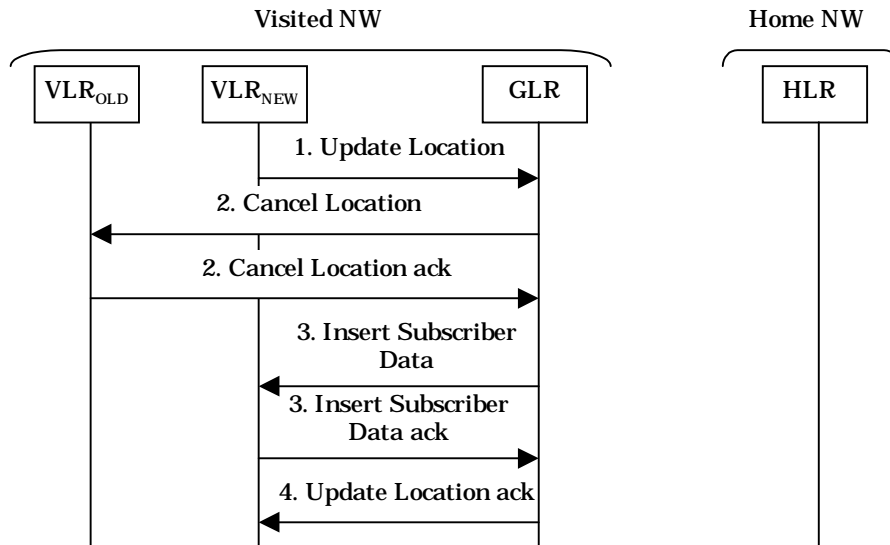 Visited NW
Home NW
VLR_OLD
VLR_NEW
GLR
HLR
1. Update Location
2. Cancel Location
2. Cancel Location ack
3. Insert Subscriber
Data
3. Insert Subscriber
Data ack
4. Update Location ack